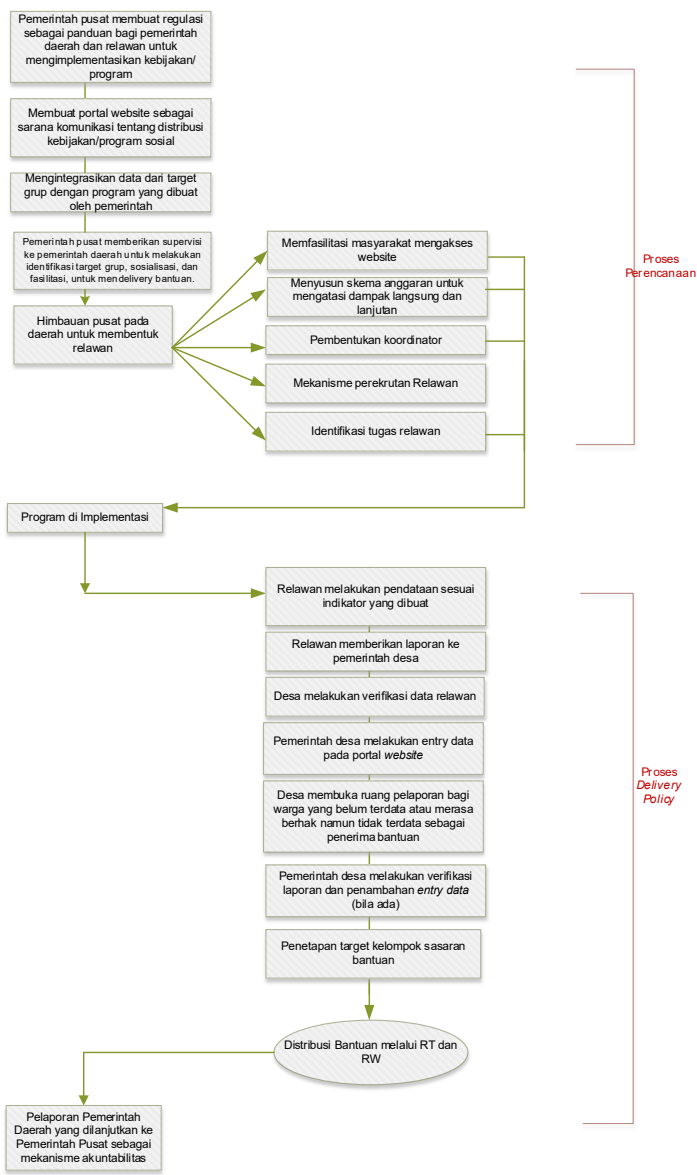 Pemerintah pusat membuat regulasi
sebagai panduan bagi pemerintah
daerah dan relawan untuk
mengimplementasikan kebijakan/
program
Membuat portal website sebagai
sarana komunikasi tentang distribusi
kebijakan/program sosial
Mengintegrasikan data dari target
grup dengan program yang dibuat
oleh pemerintah
Pemerintah pusat memberikan supervisi
ke pemerintah daerah untuk melakukan
identifikasi target grup, sosialisasi, dan
fasilitasi, untuk mendelivery bantuan.
Himbauan pusat pada
daerah untuk membentuk
relawan
Memfasilitasi masyarakat mengakses
website
Menyusun skema anggaran untuk
mengatasi dampak langsung dan
lanjutan
Pembentukan koordinator
Mekanisme perekrutan Relawan
Identifikasi tugas relawan
Proses
Perencanaan
Program di Implementasi
Relawan melakukan pendataan sesuai
indikator yang dibuat
Relawan memberikan laporan ke
pemerintah desa
Desa melakukan verifikasi data relawan
Pemerintah desa melakukan entry data
pada portal website
Desa membuka ruang pelaporan bagi
warga yang belum terdata atau merasa
berhak namun tidak terdata sebagai
penerima bantuan
Pemerintah desa melakukan verifikasi
laporan dan penambahan entry data
(bila ada)
Penetapan target kelompok sasaran
bantuan
Proses
Delivery
Policy
Distribusi Bantuan melalui RT dan
RW
Pelaporan Pemerintah
Daerah yang dilanjutkan ke
Pemerintah Pusat sebagai
mekanisme akuntabilitas